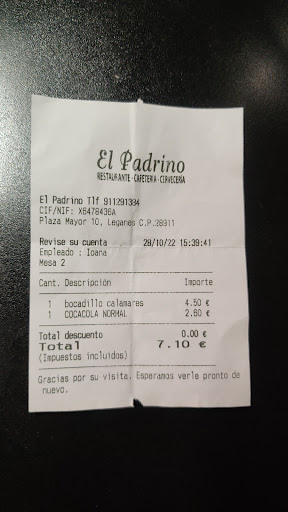 El Padrino
RESTAURANTE - CAFETERIA - CERVECERÍA
El Padrino Tlf 911291334
CIF/NIF: X6478436A
Plaza Mayor 10, Leganes C.P.28911
Revise su cuenta 28/10/22 15:39:41
Empleado : Ioana
Mesa 2
Cant. Descripción Importe
1 bocadillo calamares 4.50 €
1 COCACOLA NORMAL 2.60 €
Total descuento 0.00 €
Total 7.10 €
(Impuestos incluidos)
Gracias por su visita. Esperamos verle pronto de
nuevo.